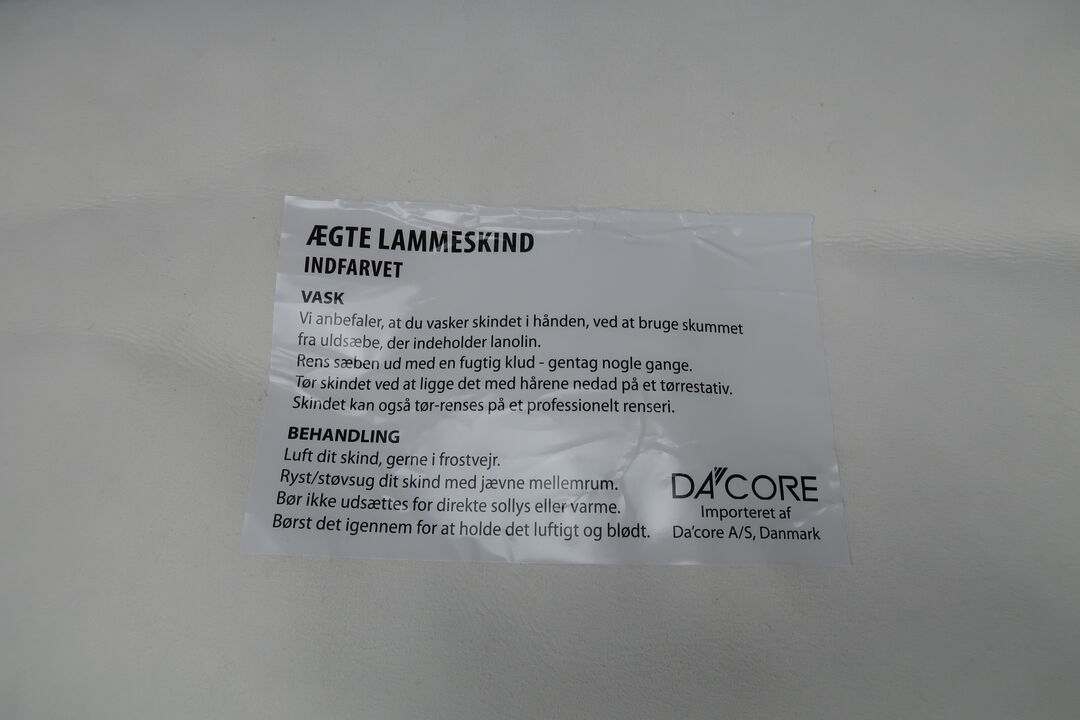 ÆGTE LAMMESKIND
INDFARVET
VASK
Vi anbefaler, at du vasker skindet i hånden, ved at bruge skummet
fra uldsæbe, der indeholder lanolin.
Rens sæben ud med en fugtig klud - gentag nogle gange.
Tør skindet ved at ligge det med hårene nedad på et tørrestativ.
Skindet kan også tør-renses på et professionelt renseri.
BEHANDLING
Luft dit skind, gerne i frostvejr.
Ryst/støvsug dit skind med jævne mellemrum.
Bør ikke udsættes for direkte sollys eller varme.
Børst det igennem for at holde det luftigt og blødt.
DA'CORE
Importeret af
Da'core A/S, Danmark